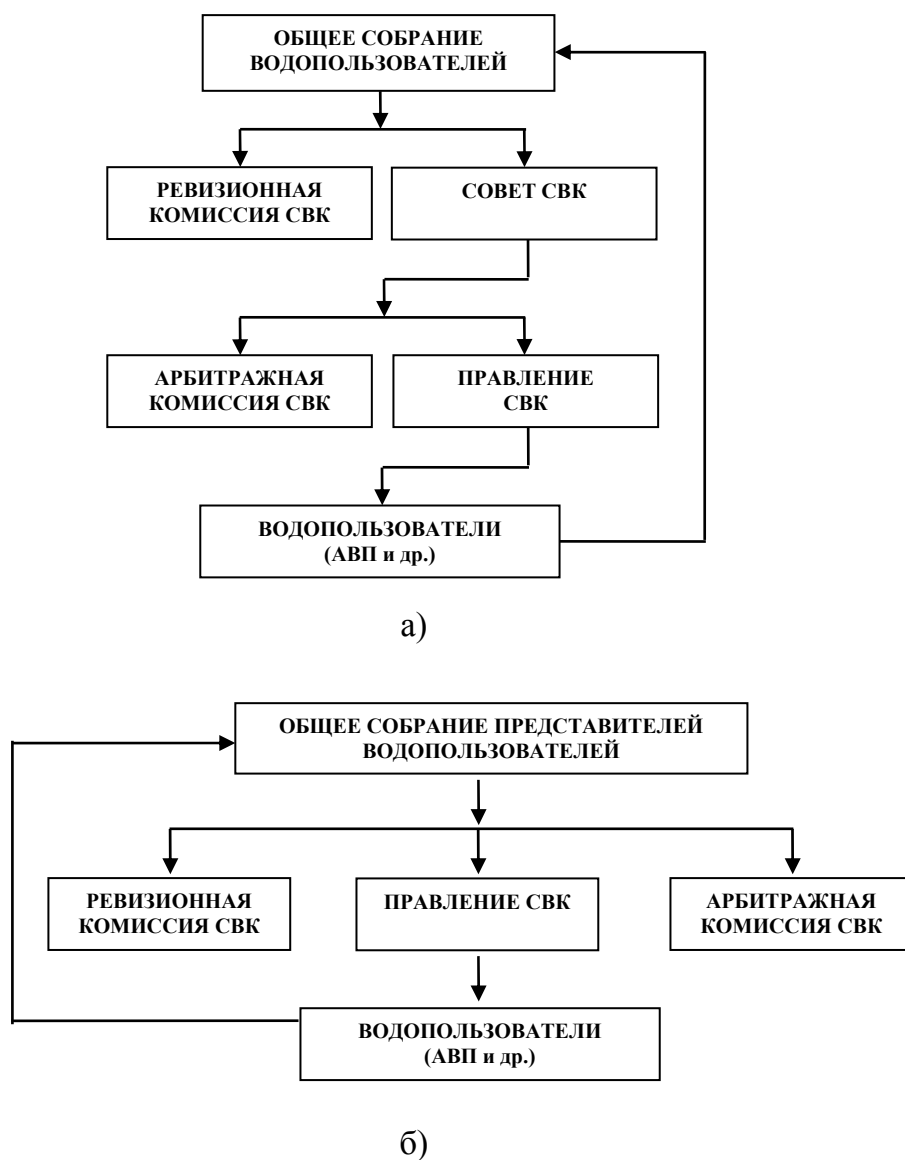 ОБЩЕЕ СОБРАНИЕ
ВОДОПОЛЬЗОВАТЕЛЕЙ
РЕВИЗИОННАЯ
КОМИССИЯ СВК
СОВЕТ СВК
АРБИТРАЖНАЯ
КОМИССИЯ СВК
ПРАВЛЕНИЕ
СВК
ВОДОПОЛЬЗОВАТЕЛИ
(АВП и др.)
а)
ОБЩЕЕ СОБРАНИЕ ПРЕДСТАВИТЕЛЕЙ
ВОДОПОЛЬЗОВАТЕЛЕЙ
РЕВИЗИОННАЯ
КОМИССИЯ СВК
ПРАВЛЕНИЕ СВК
АРБИТРАЖНАЯ
КОМИССИЯ СВК
ВОДОПОЛЬЗОВАТЕЛИ
(АВП и др.)
б)